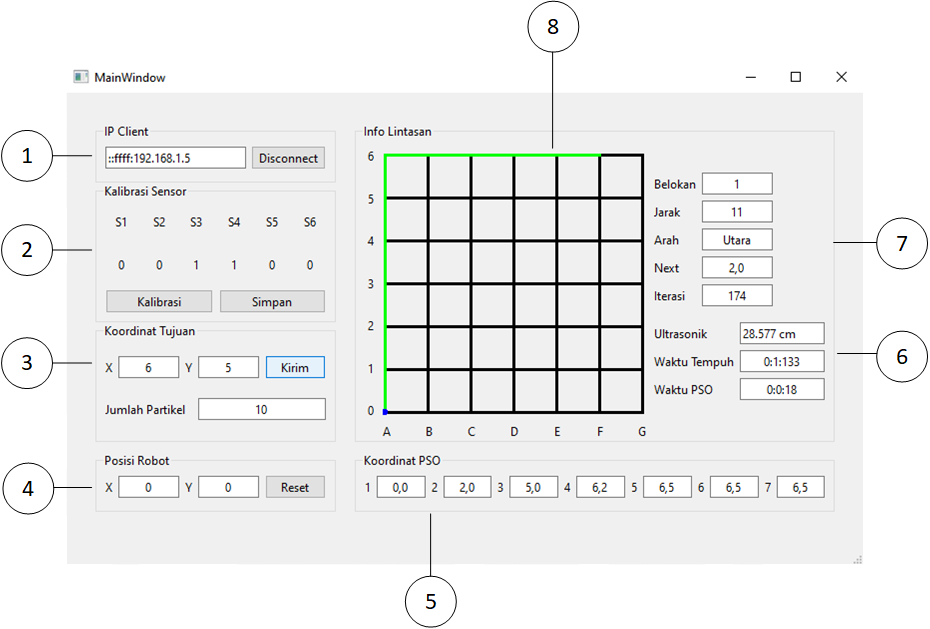 8
MainWindow
1
IP Client
::ffff:192.168.1.5 Disconnect
2
Kalibrasi Sensor
S1 S2 S3 S4 S5 S6
0 0 1 1 0 0
Kalibrasi Simpan
3
Koordinat Tujuan
X 6 Y 5 Kirim
Jumlah Partikel 10
4
Posisi Robot
X 0 Y 0 Reset
Info Lintasan
6
5
4
3
2
1
0
A B C D E F G
Belokan 1
Jarak 11
Arah Utara
Next 2,0
Iterasi 174
7
Ultrasonik 28.577 cm
Waktu Tempuh 0:1:133
Waktu PSO 0:0:18
6
Koordinat PSO
1 0,0 2 2,0 3 5,0 4 6,2 5 6,5 6 6,5 7 6,5
5